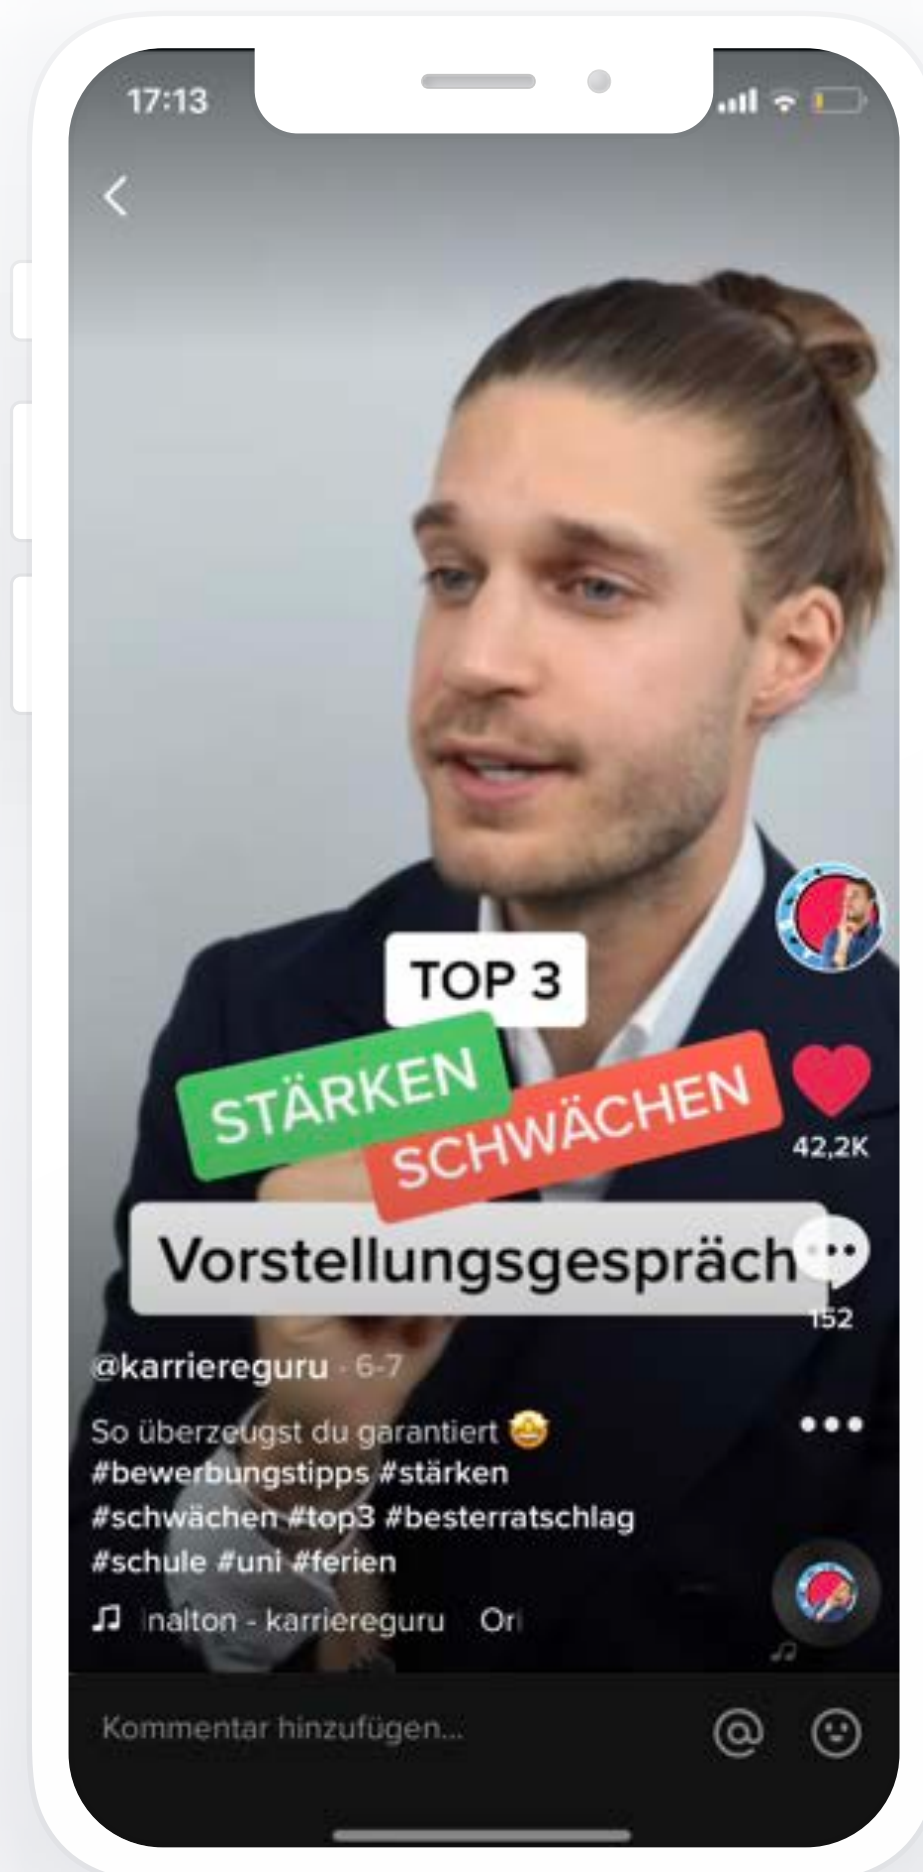 17:13
TOP 3
STÄRKEN
SCHWÄCHEN
42,2K
Vorstellungsgespräch
152
@karriereguru · 6-7
So überzeugst du garantiert 🤩
#bewerbungstipps #stärken
#schwächen #top3 #besterratschlag
#schule #uni #ferien
nalton - karriereguru Ori
Kommentar hinzufügen...